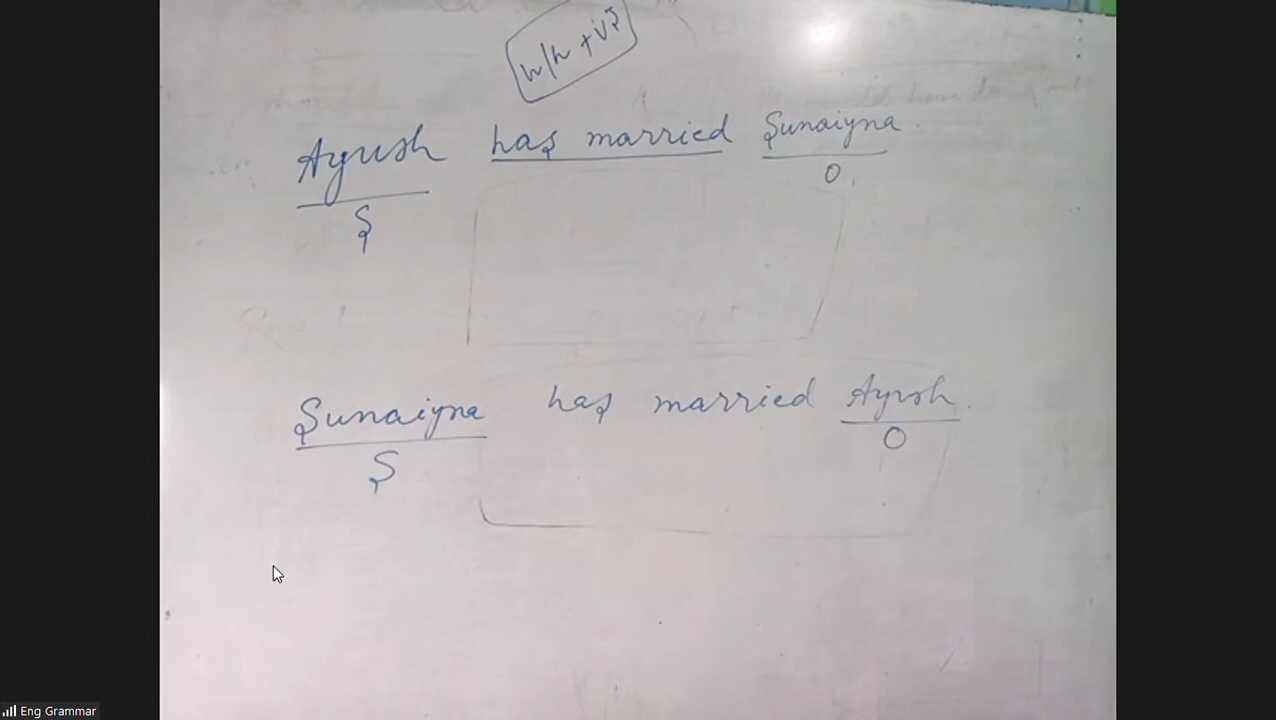 h/h + V3
Ayush has married Sunaiyna.
S O
Sunaiyna has married Ayush.
S O
Eng Grammar